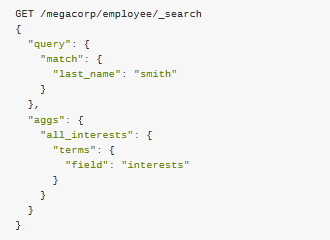 GET /megacorp/employee/_search
{
  "query": {
    "match": {
      "last_name": "smith"
    }
  },
  "aggs": {
    "all_interests": {
      "terms": {
        "field": "interests"
      }
    }
  }
}